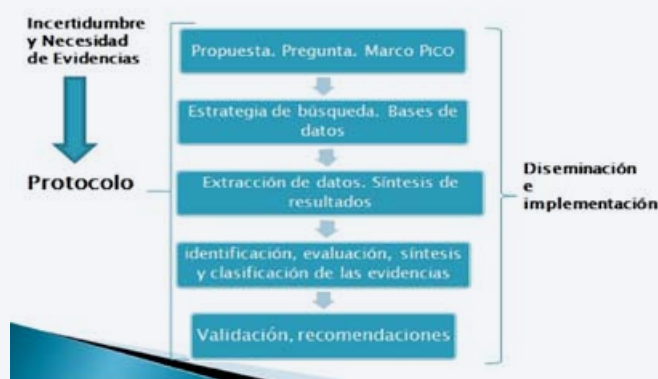 Incertidumbre
y Necesidad
de Evidencias
Protocolo
Propuesta. Pregunta. Marco PICO
Estrategia de búsqueda. Bases de
datos
Extracción de datos. Síntesis de
resultados
identificación, evaluación, síntesis
y clasificación de las evidencias
Validación, recomendaciones
Diseminación
e
implementación